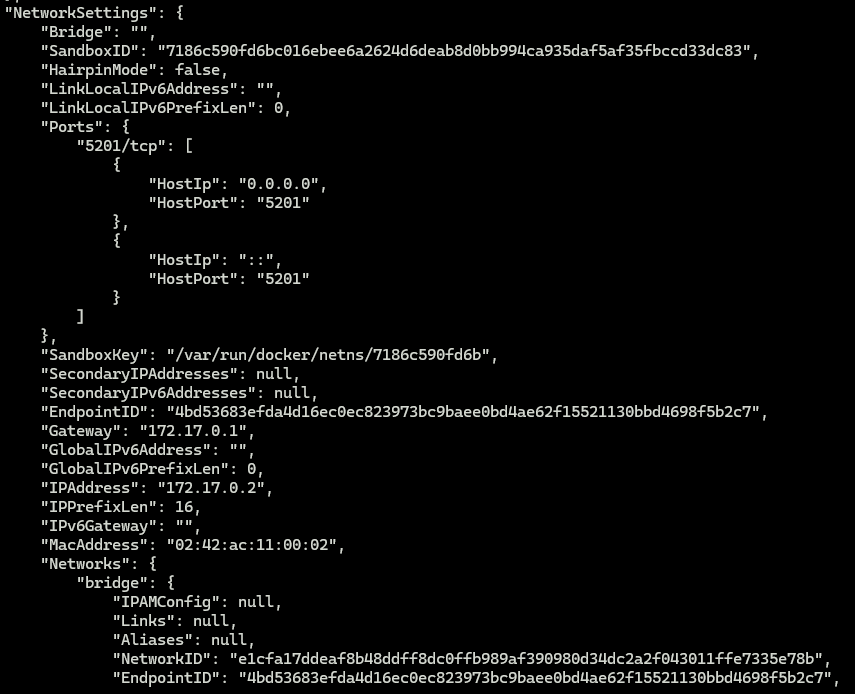 "NetworkSettings": {
"Bridge": "",
"SandboxID": "7186c590fd6bc016ebee6a2624d6deab8d0bb994ca935daf5af35fbccd33dc83",
"HairpinMode": false,
"LinkLocalIPv6Address": "",
"LinkLocalIPv6PrefixLen": 0,
"Ports": {
"5201/tcp": [
{
"HostIp": "0.0.0.0",
"HostPort": "5201"
},
{
"HostIp": "::",
"HostPort": "5201"
}
]
},
"SandboxKey": "/var/run/docker/netns/7186c590fd6b",
"SecondaryIPAddresses": null,
"SecondaryIPv6Addresses": null,
"EndpointID": "4bd53683efda4d16ec0ec823973bc9baee0bd4ae62f15521130bbd4698f5b2c7",
"Gateway": "172.17.0.1",
"GlobalIPv6Address": "",
"GlobalIPv6PrefixLen": 0,
"IPAddress": "172.17.0.2",
"IPPrefixLen": 16,
"IPv6Gateway": "",
"MacAddress": "02:42:ac:11:00:02",
"Networks": {
"bridge": {
"IPAMConfig": null,
"Links": null,
"Aliases": null,
"NetworkID": "e1cfa17ddeaf8b48ddff8dc0ffb989af390980d34dc2a2f043011ffe7335e78b",
"EndpointID": "4bd53683efda4d16ec0ec823973bc9baee0bd4ae62f15521130bbd4698f5b2c7",